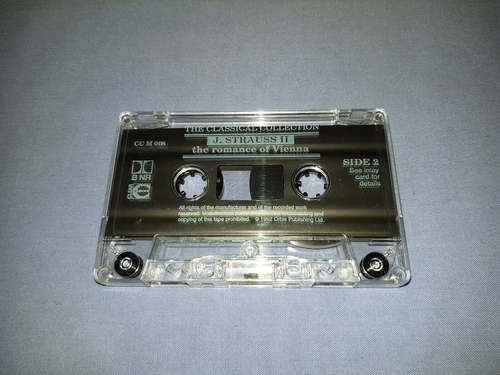 THE CLASSICAL COLLECTION
CC M 008
J. STRAUSS II
the romance of Vienna
SIDE 2
See inlay
card for
details
B NR
All rights of the manufacturer and of the recorded work
reserved. Unauthorised broadcasting and
copying of this tape prohibited. © 1992 Orbis Publishing Ltd.